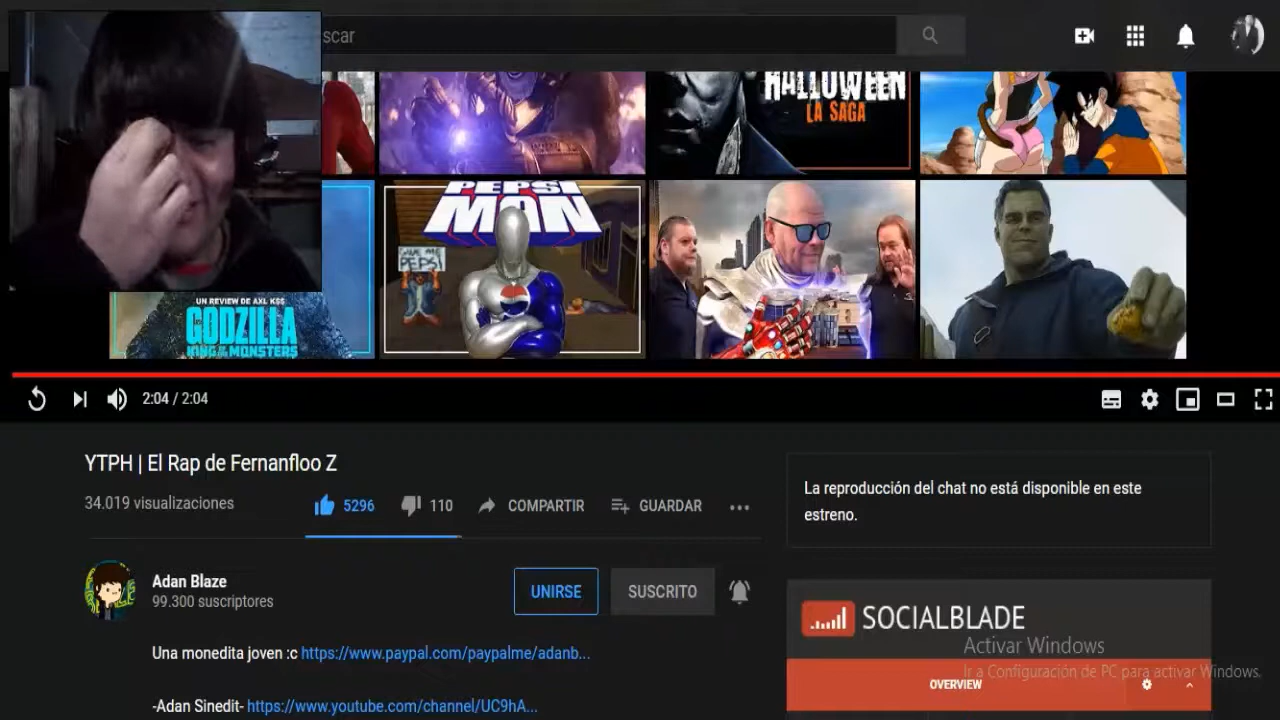 scar
HALLOWEEN
LA SAGA
PEPSI
MAN
GIVE ME
PEPSI
UN REVIEW DE AXL KSS
GODZILLA
KING OF THE MONSTERS
2:04 / 2:04
YTPH | El Rap de Fernanfloo Z
34.019 visualizaciones
5296
110
COMPARTIR
GUARDAR
La reproducción del chat no está disponible en este
estreno.
Adan Blaze
99.300 suscriptores
UNIRSE
SUSCRITO
SOCIALBLADE
Activar Windows
Ir a Configuración de PC para activar Windows.
OVERVIEW
Una monedita joven :c https://www.paypal.com/paypalme/adanb...
-Adan Sinedit- https://www.youtube.com/channel/UC9hA...